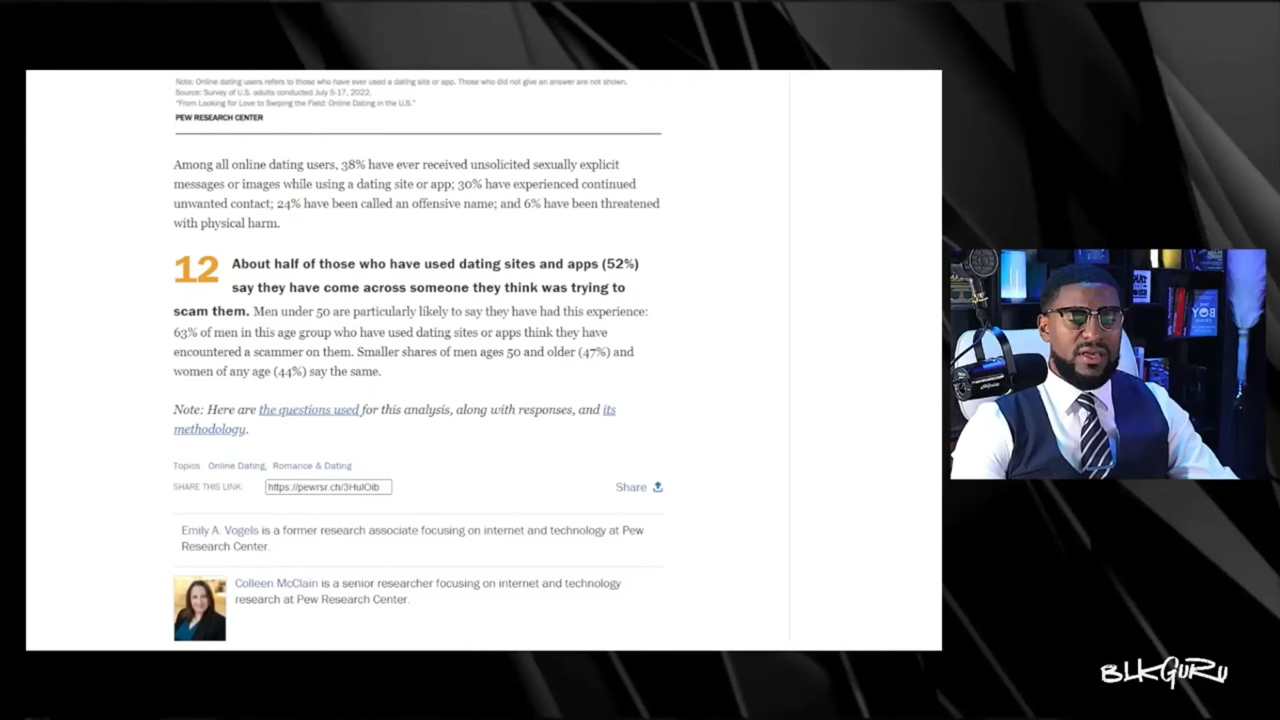 Note: Online dating users refers to those who have ever used a dating site or app. Those who did not give an answer are not shown.
Source: Survey of U.S. adults conducted July 5-17, 2022.
"From Looking for Love to Swiping the Field: Online Dating in the U.S."
PEW RESEARCH CENTER
Among all online dating users, 38% have ever received unsolicited sexually explicit
messages or images while using a dating site or app; 30% have experienced continued
unwanted contact; 24% have been called an offensive name; and 6% have been threatened
with physical harm.
12 About half of those who have used dating sites and apps (52%)
say they have come across someone they think was trying to
scam them. Men under 50 are particularly likely to say they have had this experience:
63% of men in this age group who have used dating sites or apps think they have
encountered a scammer on them. Smaller shares of men ages 50 and older (47%) and
women of any age (44%) say the same.
Note: Here are the questions used for this analysis, along with responses, and its
methodology.
Topics Online Dating, Romance & Dating
SHARE THIS LINK: https://pewrsr.ch/3HulOib Share
Emily A. Vogels is a former research associate focusing on internet and technology at Pew
Research Center.
Colleen McClain is a senior researcher focusing on internet and technology
research at Pew Research Center.
BLKGURU